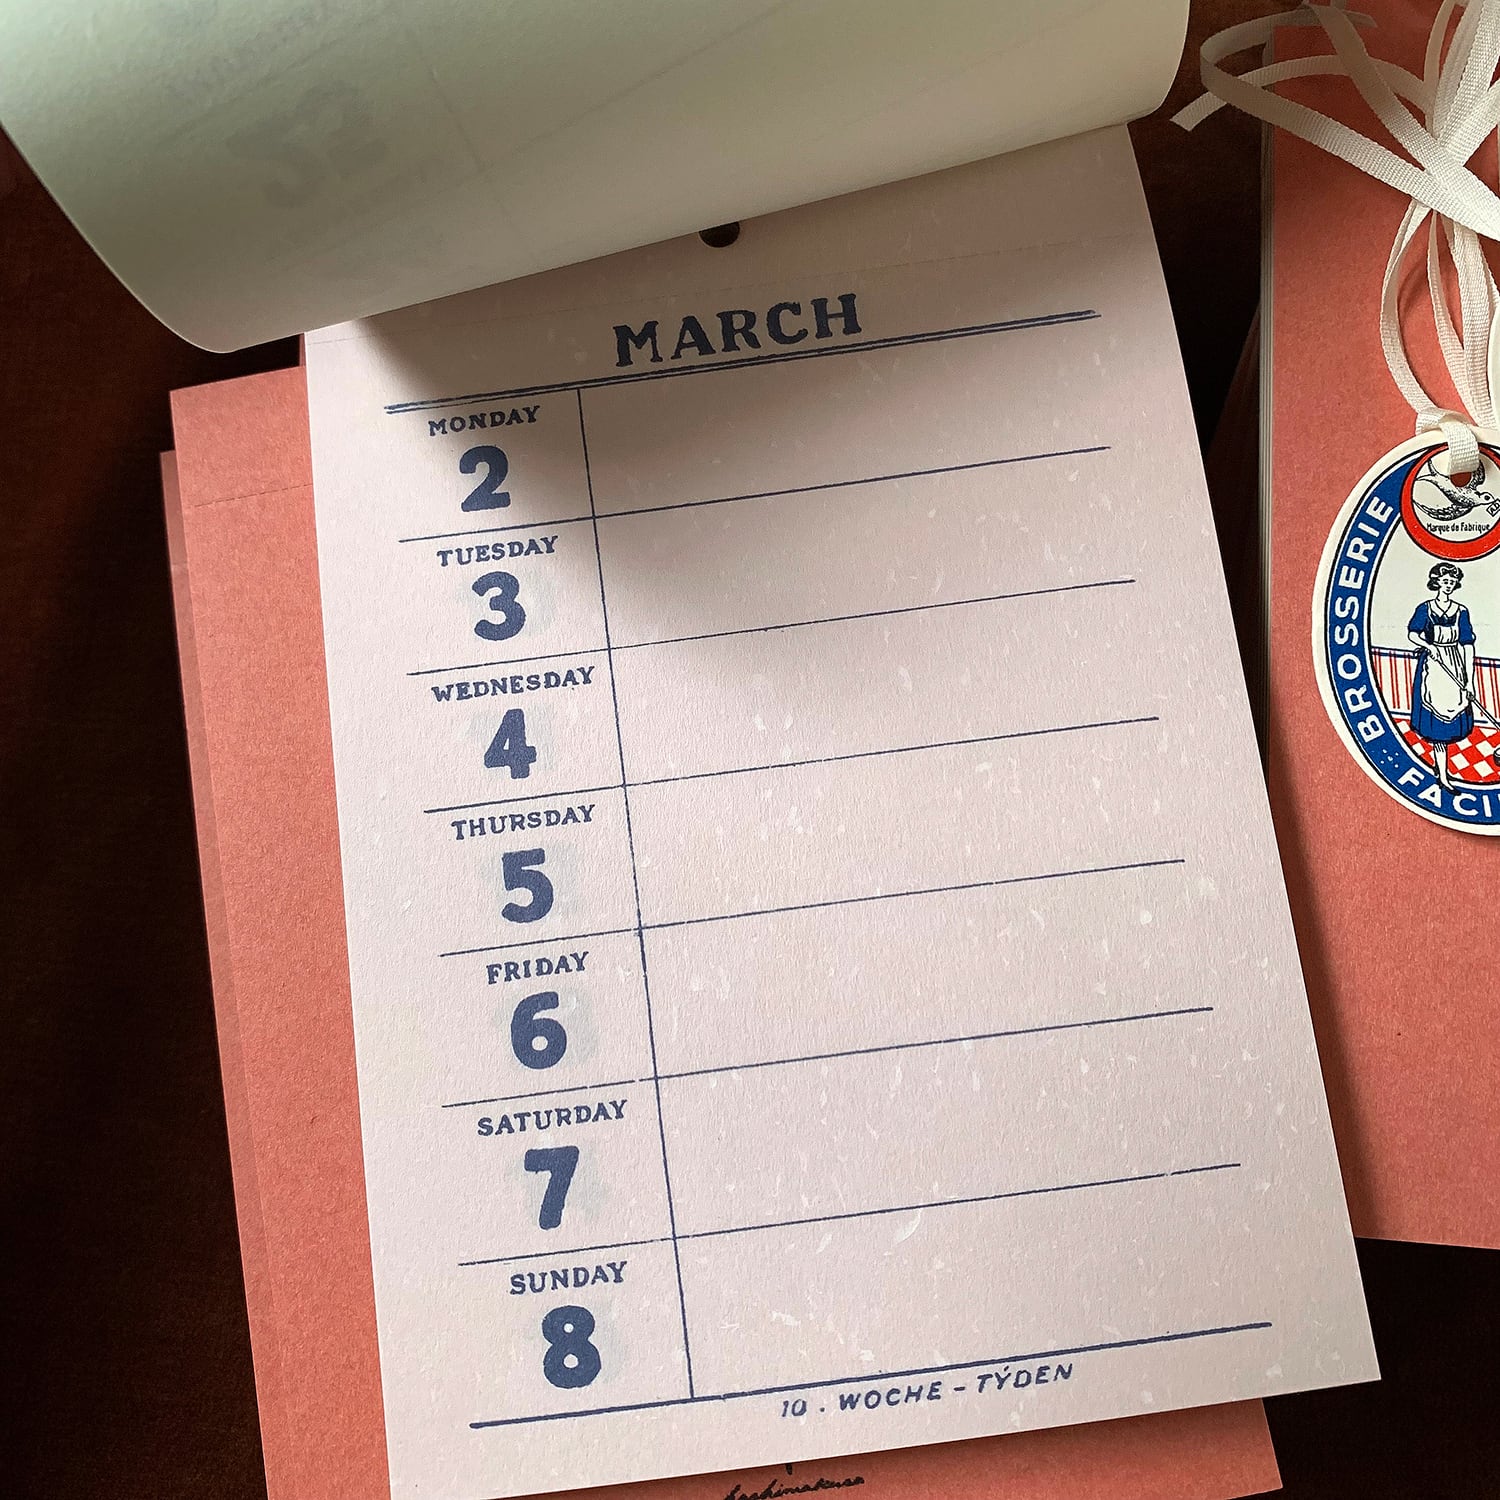 MARCH
MONDAY
2
TUESDAY
3
WEDNESDAY
4
THURSDAY
5
FRIDAY
6
SATURDAY
7
SUNDAY
8
10. WOCHE - TÝDEN
Marque de Fabrique
BROSSERIE